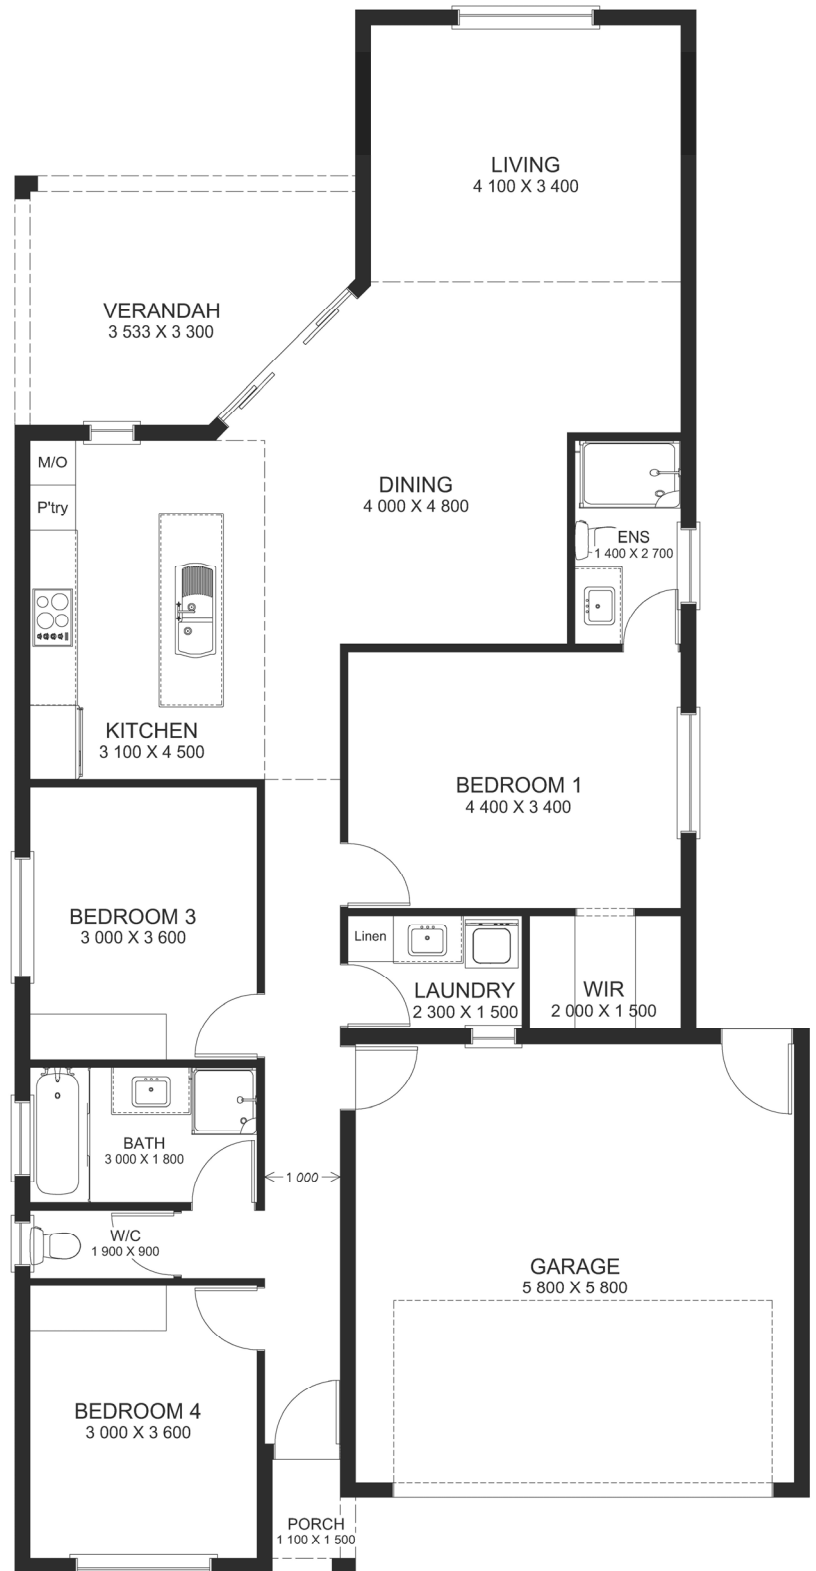 LIVING
4 100 X 3 400
VERANDAH
3 533 X 3 300
M/O
P'try
DINING
4 000 X 4 800
ENS
1 400 X 2 700
KITCHEN
3 100 X 4 500
BEDROOM 1
4 400 X 3 400
BEDROOM 3
3 000 X 3 600
Linen
LAUNDRY
2 300 X 1 500
WIR
2 000 X 1 500
BATH
3 000 X 1 800
1 000
W/C
1 900 X 900
GARAGE
5 800 X 5 800
BEDROOM 4
3 000 X 3 600
PORCH
1 100 X 1 500